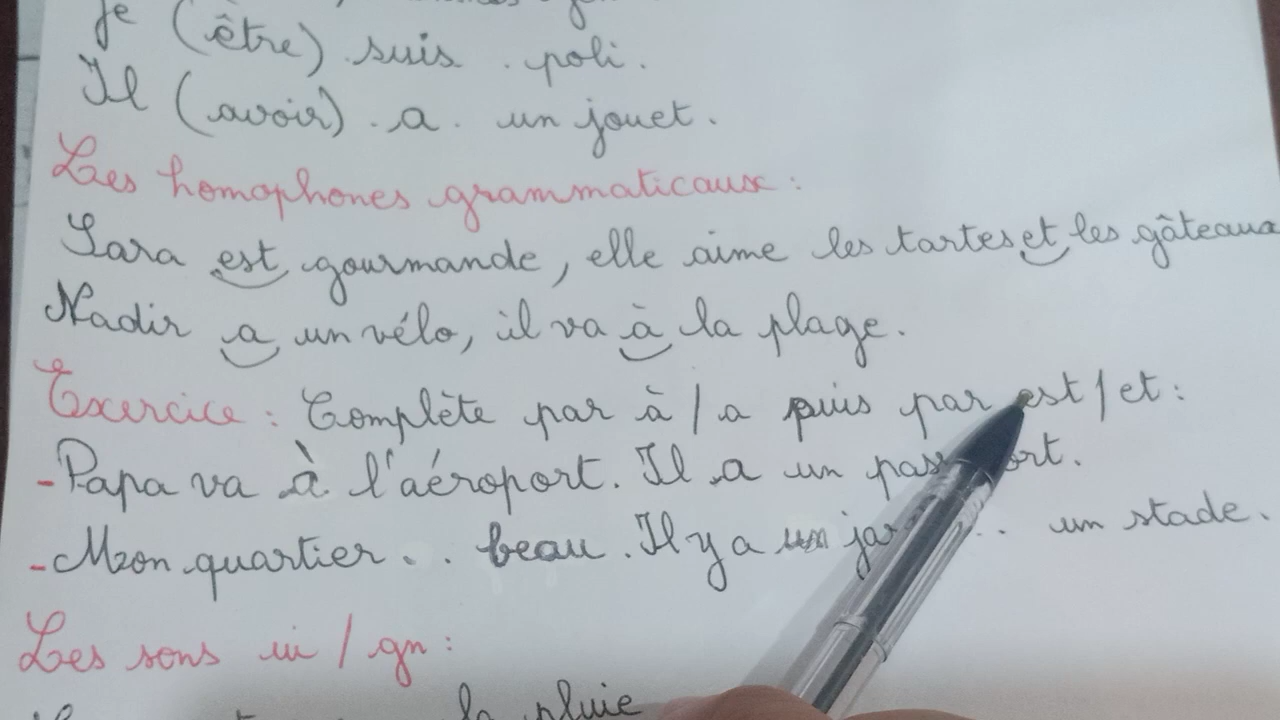 je (être) suis . poli.
Il (avoir) . a . un jouet.
Les homophones grammaticaux :
Sara est gourmande, elle aime les tartes et les gâteaux
Nadir a un vélo, il va à la plage.
Exercice : Complète par à / a puis par est / et :
- Papa va à l'aéroport. Il a un
- Mon quartier . . beau. Il y a un . . un stade.
Les sons ui / gn :
la pluie